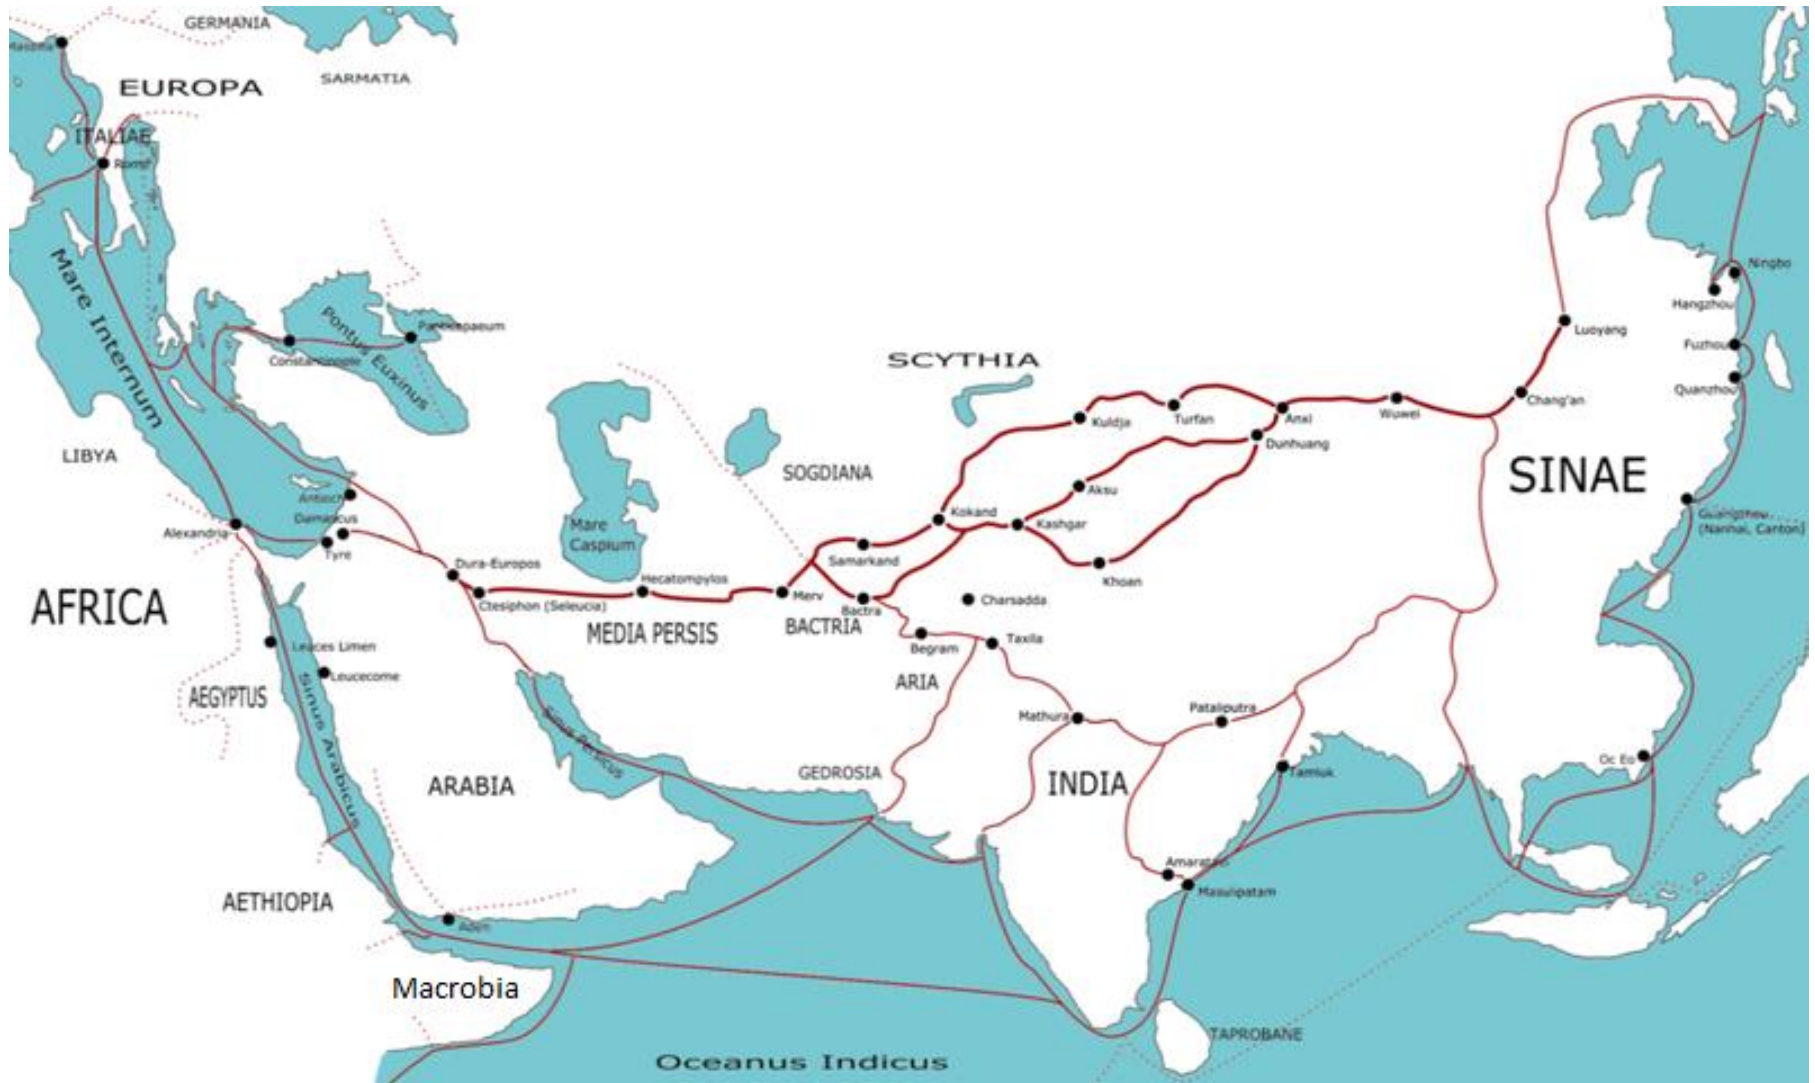 GERMANIA
Massilia
SARMATIA
EUROPA
ITALIAE
Rome
Mare Internum
Pontus Euxinus
Panticapaeum
Constantinople
LIBYA
Antioch
Damascus
Alexandria
Tyre
AFRICA
Leuces Limen
Leucecome
AEGYPTUS
Sinus Arabicus
ARABIA
AETHIOPIA
Aden
Macrobia
Oceanus Indicus
Dura-Europos
Ctesiphon (Seleucia)
Mare
Caspium
Hecatompylos
MEDIA PERSIS
Merv
BACTRIA
Bactra
Samarkand
SOGDIANA
SCYTHIA
Kokand
Kashgar
Aksu
Khoan
Kuldja
Turfan
Anxi
Dunhuang
Wuwei
Chang'an
Luoyang
SINAE
Ningbo
Hangzhou
Fuzhou
Quanzhou
Guangzhou
(Nanhai, Canton)
Charsadda
Begram
Taxila
ARIA
Sinus Persicus
GEDROSIA
Mathura
Pataliputra
INDIA
Tamluk
Masulipatam
Oc Eo
TAPROBANE